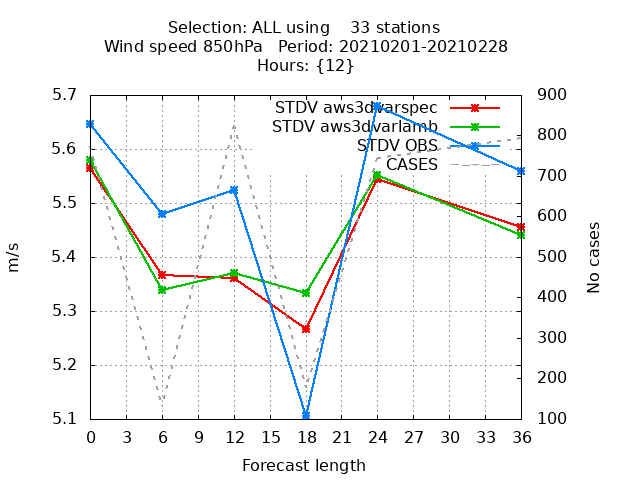 Selection: ALL using    33 stations
Wind speed 850hPa   Period: 20210201-20210228
Hours: {12}
STDV aws3dvarspec
STDV aws3dvarlamb
STDV OBS
CASES
5.7
5.6
5.5
5.4
5.3
5.2
5.1
m/s
900
800
700
600
500
400
300
200
100
No cases
0 3 6 9 12 15 18 21 24 27 30 33 36
Forecast length